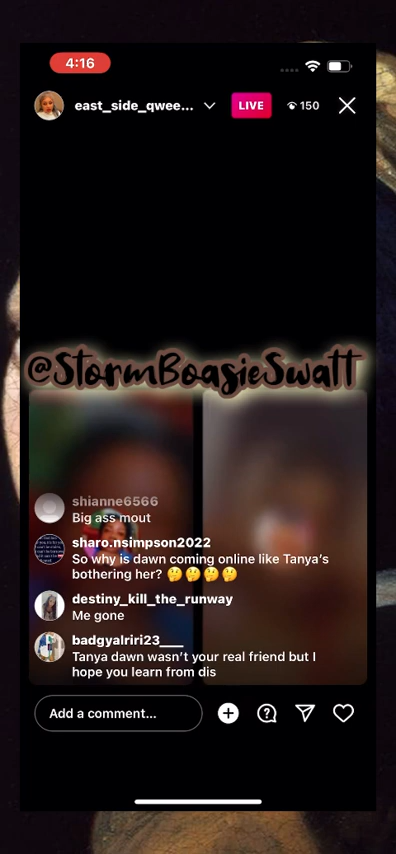 4:16
east_side_qwee...
LIVE
150
@StormBoasieSwatt
shianne6566
Big ass mout
sharo.nsimpson2022
So why is dawn coming online like Tanya's
bothering her? 🤔🤔🤔🤔
destiny_kill_the_runway
Me gone
badgyalriri23___
Tanya dawn wasn't your real friend but I
hope you learn from dis
Add a comment...